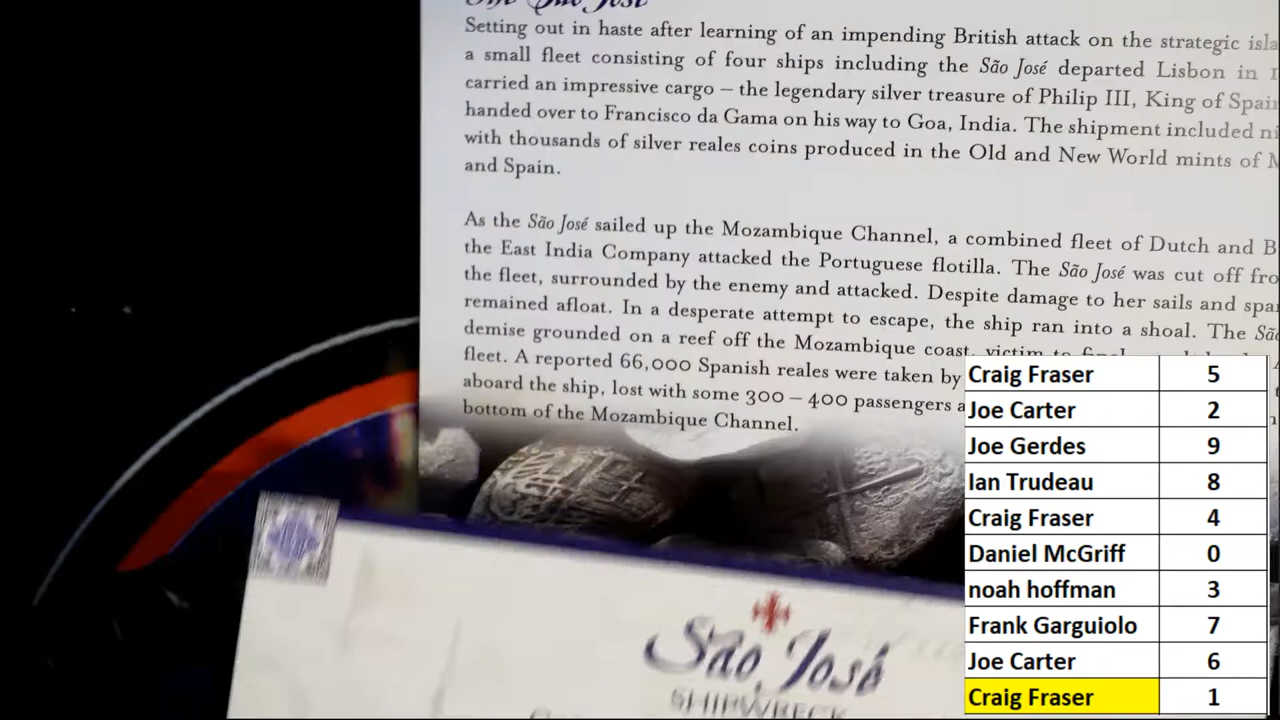 The São José
Setting out in haste after learning of an impending British attack on the strategic
a small fleet consisting of four ships including the São José departed Lisbon in
carried an impressive cargo – the legendary silver treasure of Philip III, King of Spain
handed over to Francisco da Gama on his way to Goa, India. The shipment included
with thousands of silver reales coins produced in the Old and New World mints of
and Spain.
As the São José sailed up the Mozambique Channel, a combined fleet of Dutch and
the East India Company attacked the Portuguese flotilla. The São José was cut off
the fleet, surrounded by the enemy and attacked. Despite damage to her sails and
remained afloat. In a desperate attempt to escape, the ship ran into a shoal. The
demise grounded on a reef off the Mozambique coast, victim to
fleet. A reported 66,000 Spanish reales were taken by
aboard the ship, lost with some 300 – 400 passengers
bottom of the Mozambique Channel.
São José
SHIPWRECK
Craig Fraser 5
Joe Carter 2
Joe Gerdes 9
Ian Trudeau 8
Craig Fraser 4
Daniel McGriff 0
noah hoffman 3
Frank Garguiolo 7
Joe Carter 6
Craig Fraser 1